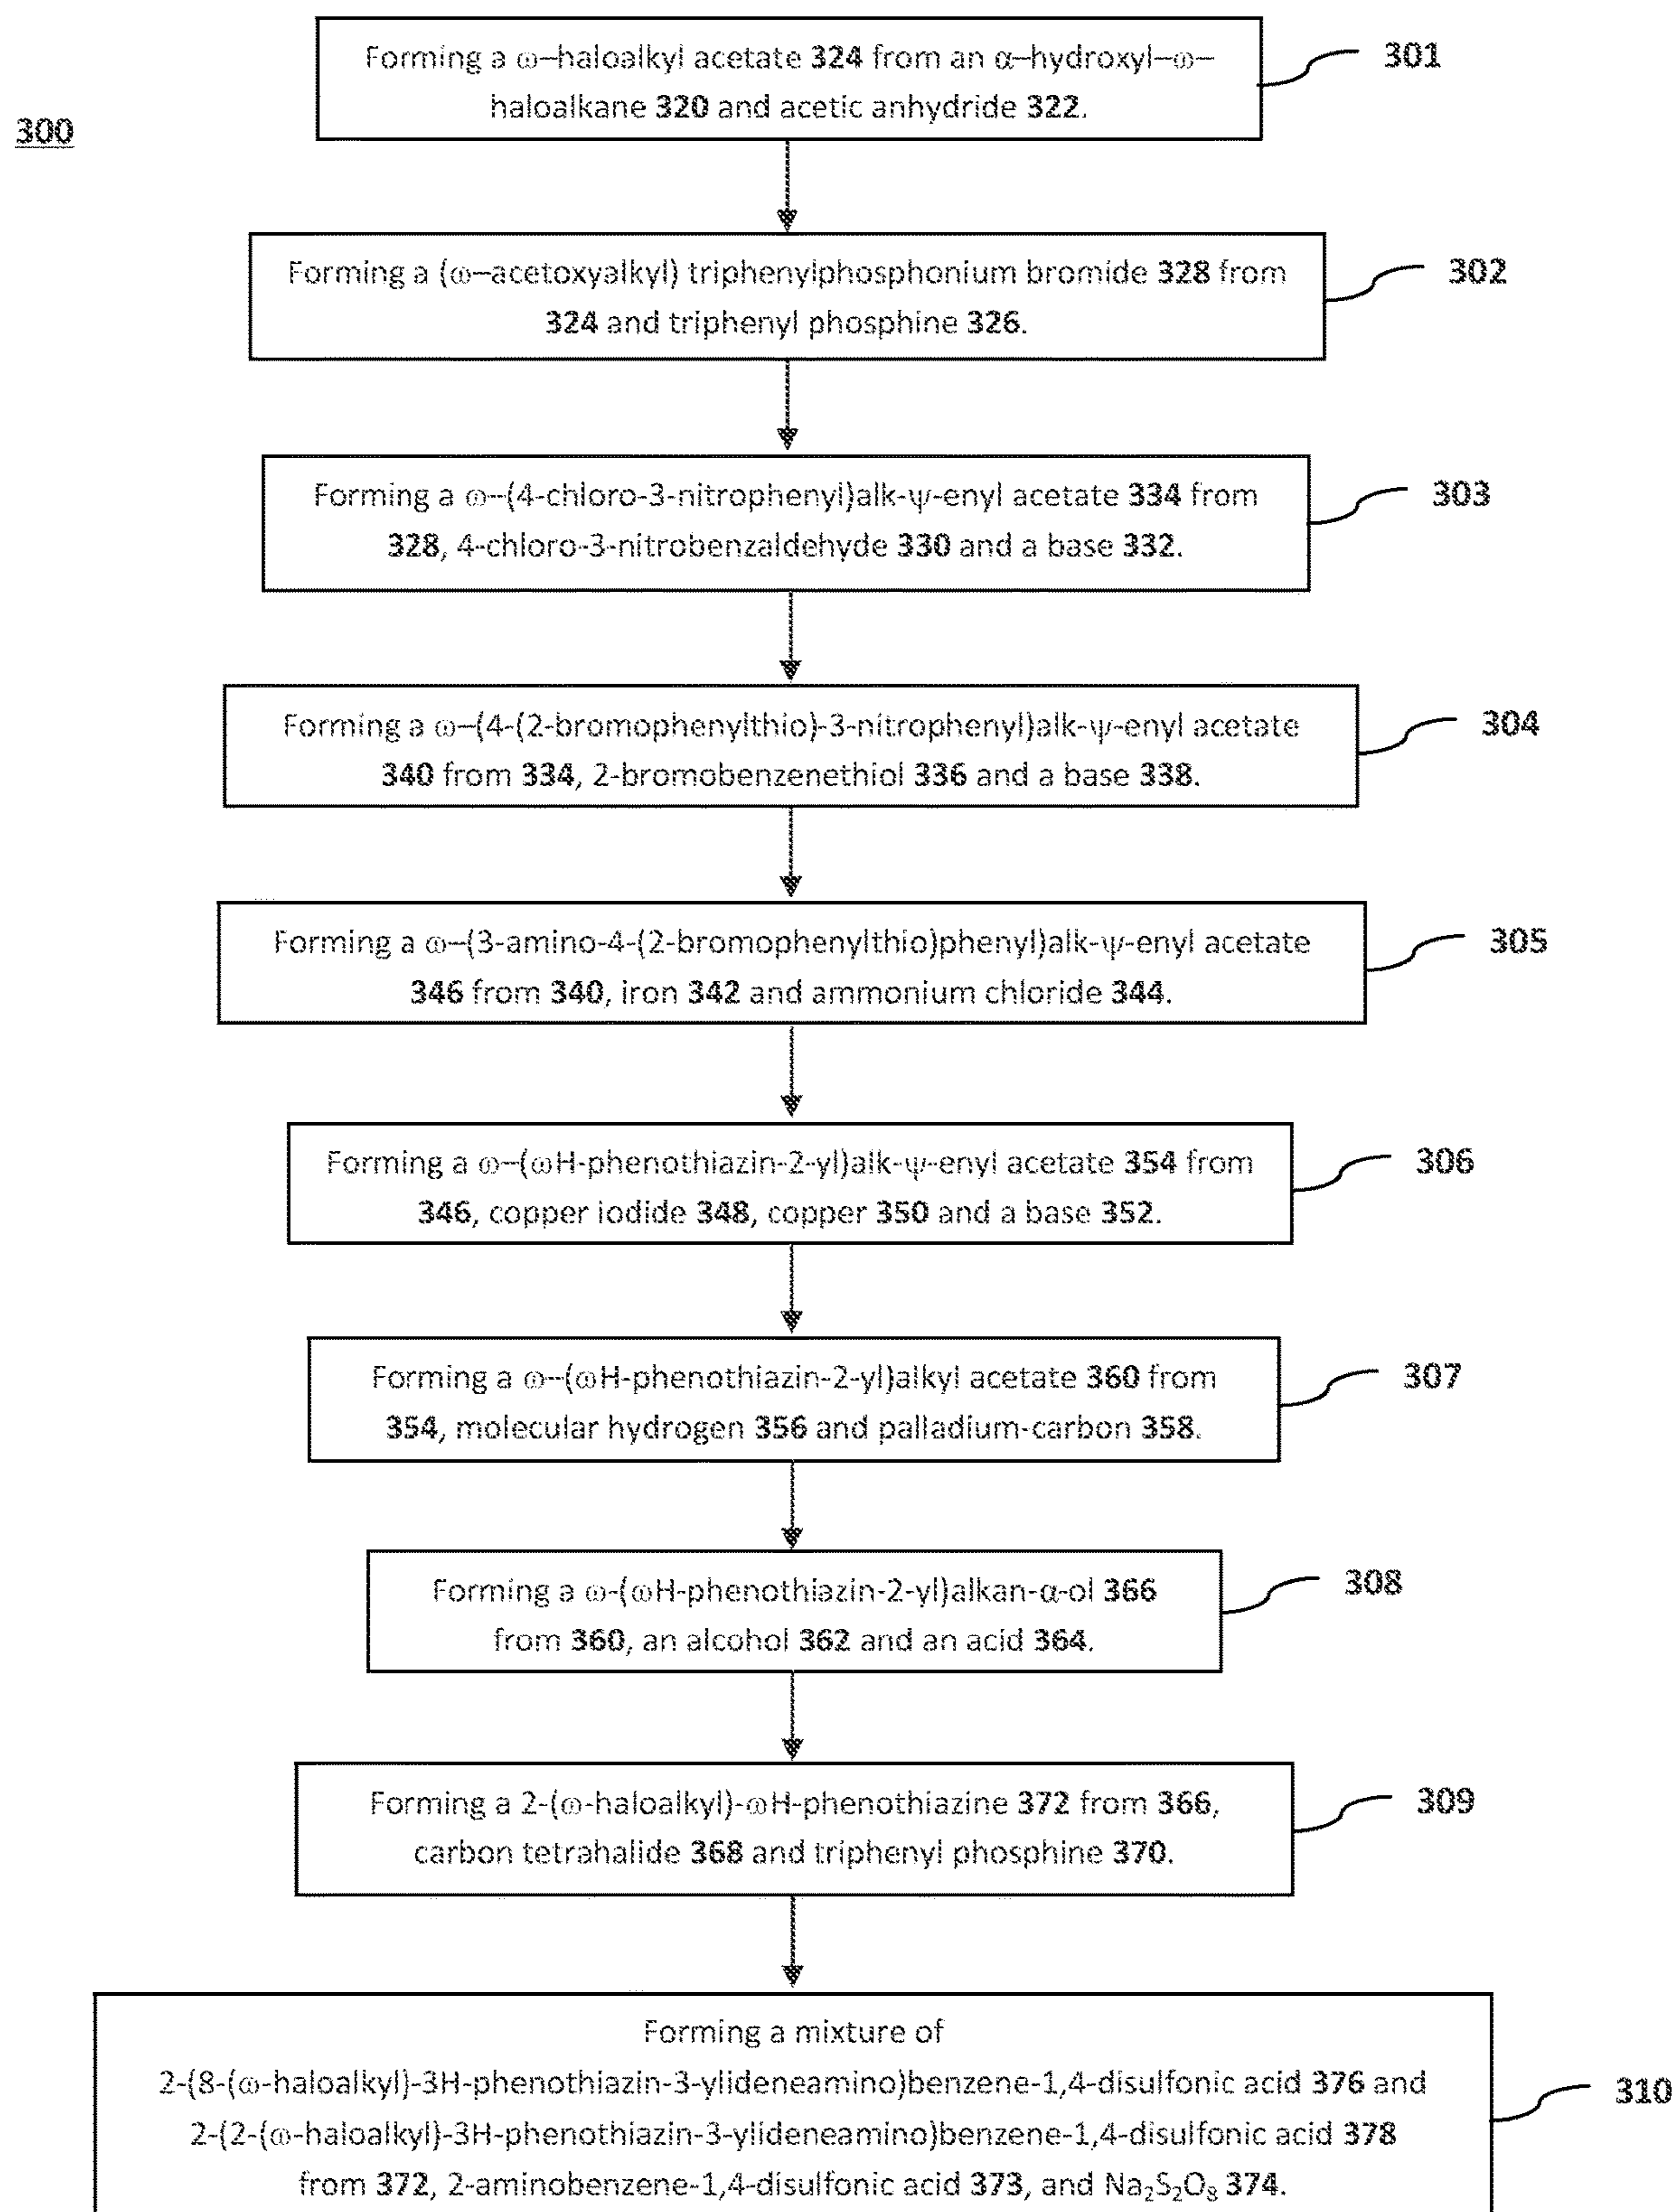 300
Forming a ω–haloalkyl acetate 324 from an α–hydroxyl–ω–
haloalkane 320 and acetic anhydride 322.
301
Forming a (ω–acetoxyalkyl) triphenylphosphonium bromide 328 from
324 and triphenyl phosphine 326.
302
Forming a ω–(4-chloro-3-nitrophenyl)alk-ψ-enyl acetate 334 from
328, 4-chloro-3-nitrobenzaldehyde 330 and a base 332.
303
Forming a ω–(4-(2-bromophenylthio)-3-nitrophenyl)alk-ψ-enyl acetate
340 from 334, 2-bromobenzenethiol 336 and a base 338.
304
Forming a ω–(3-amino-4-(2-bromophenylthio)phenyl)alk-ψ-enyl acetate
346 from 340, iron 342 and ammonium chloride 344.
305
Forming a ω–(ωH-phenothiazin-2-yl)alk-ψ-enyl acetate 354 from
346, copper iodide 348, copper 350 and a base 352.
306
Forming a ω–(ωH-phenothiazin-2-yl)alkyl acetate 360 from
354, molecular hydrogen 356 and palladium-carbon 358.
307
Forming a ω-(ωH-phenothiazin-2-yl)alkan-α-ol 366
from 360, an alcohol 362 and an acid 364.
308
Forming a 2-(ω-haloalkyl)-ωH-phenothiazine 372 from 366,
carbon tetrahalide 368 and triphenyl phosphine 370.
309
Forming a mixture of
2-(8-(ω-haloalkyl)-3H-phenothiazin-3-ylideneamino)benzene-1,4-disulfonic acid 376 and
2-(2-(ω-haloalkyl)-3H-phenothiazin-3-ylideneamino)benzene-1,4-disulfonic acid 378
from 372, 2-aminobenzene-1,4-disulfonic acid 373, and Na₂S₂O₈ 374.
310